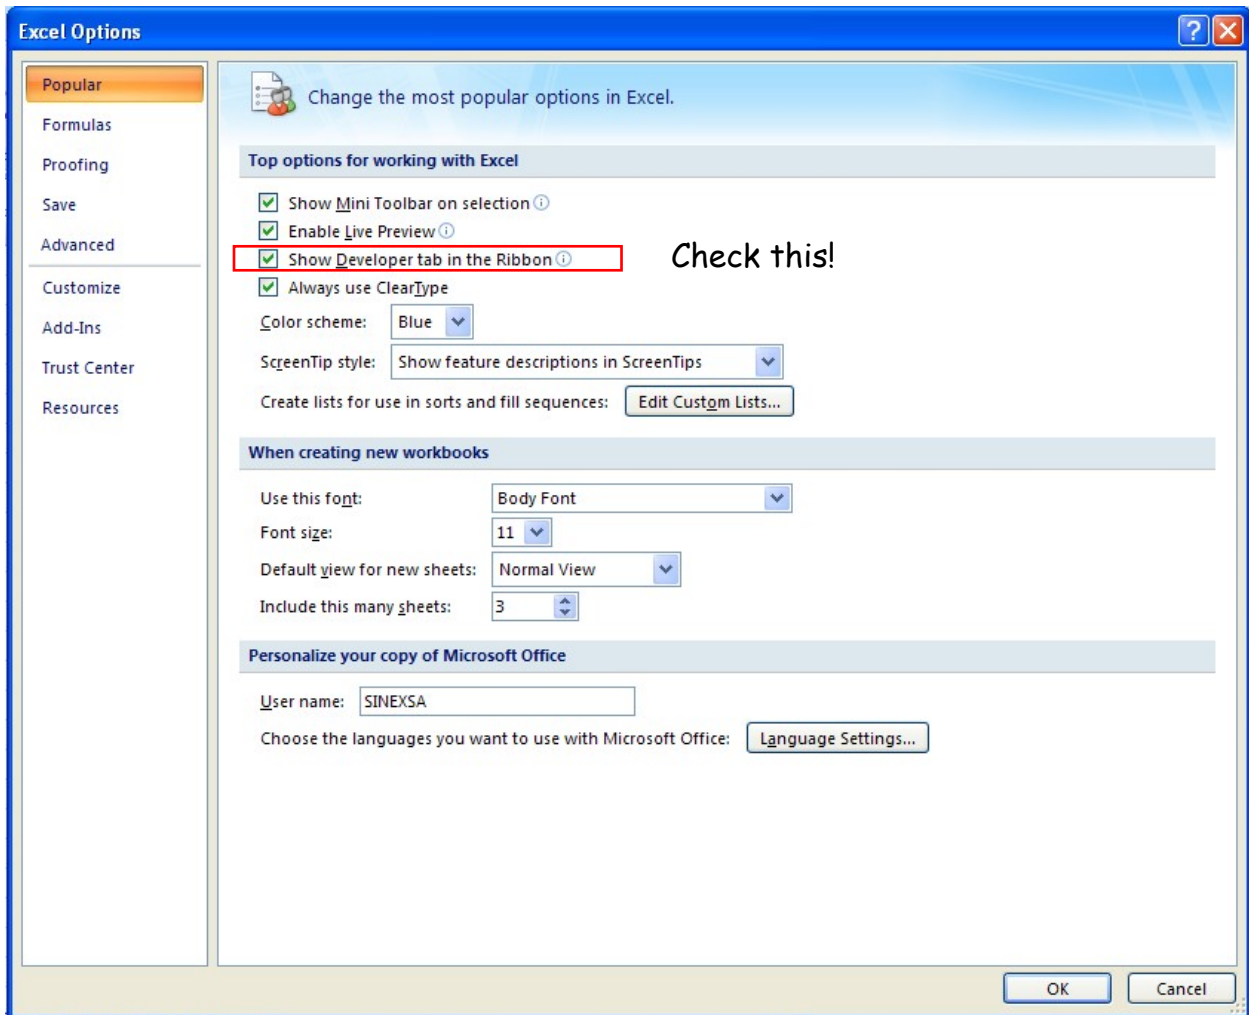 Excel Options
Popular
Formulas
Proofing
Save
Advanced
Customize
Add-Ins
Trust Center
Resources
Change the most popular options in Excel.
Top options for working with Excel
Show Mini Toolbar on selection
Enable Live Preview
Show Developer tab in the Ribbon
Check this!
Always use ClearType
Color scheme: Blue
ScreenTip style: Show feature descriptions in ScreenTips
Create lists for use in sorts and fill sequences: Edit Custom Lists...
When creating new workbooks
Use this font: Body Font
Font size: 11
Default view for new sheets: Normal View
Include this many sheets: 3
Personalize your copy of Microsoft Office
User name: SINEXSA
Choose the languages you want to use with Microsoft Office: Language Settings...
OK Cancel